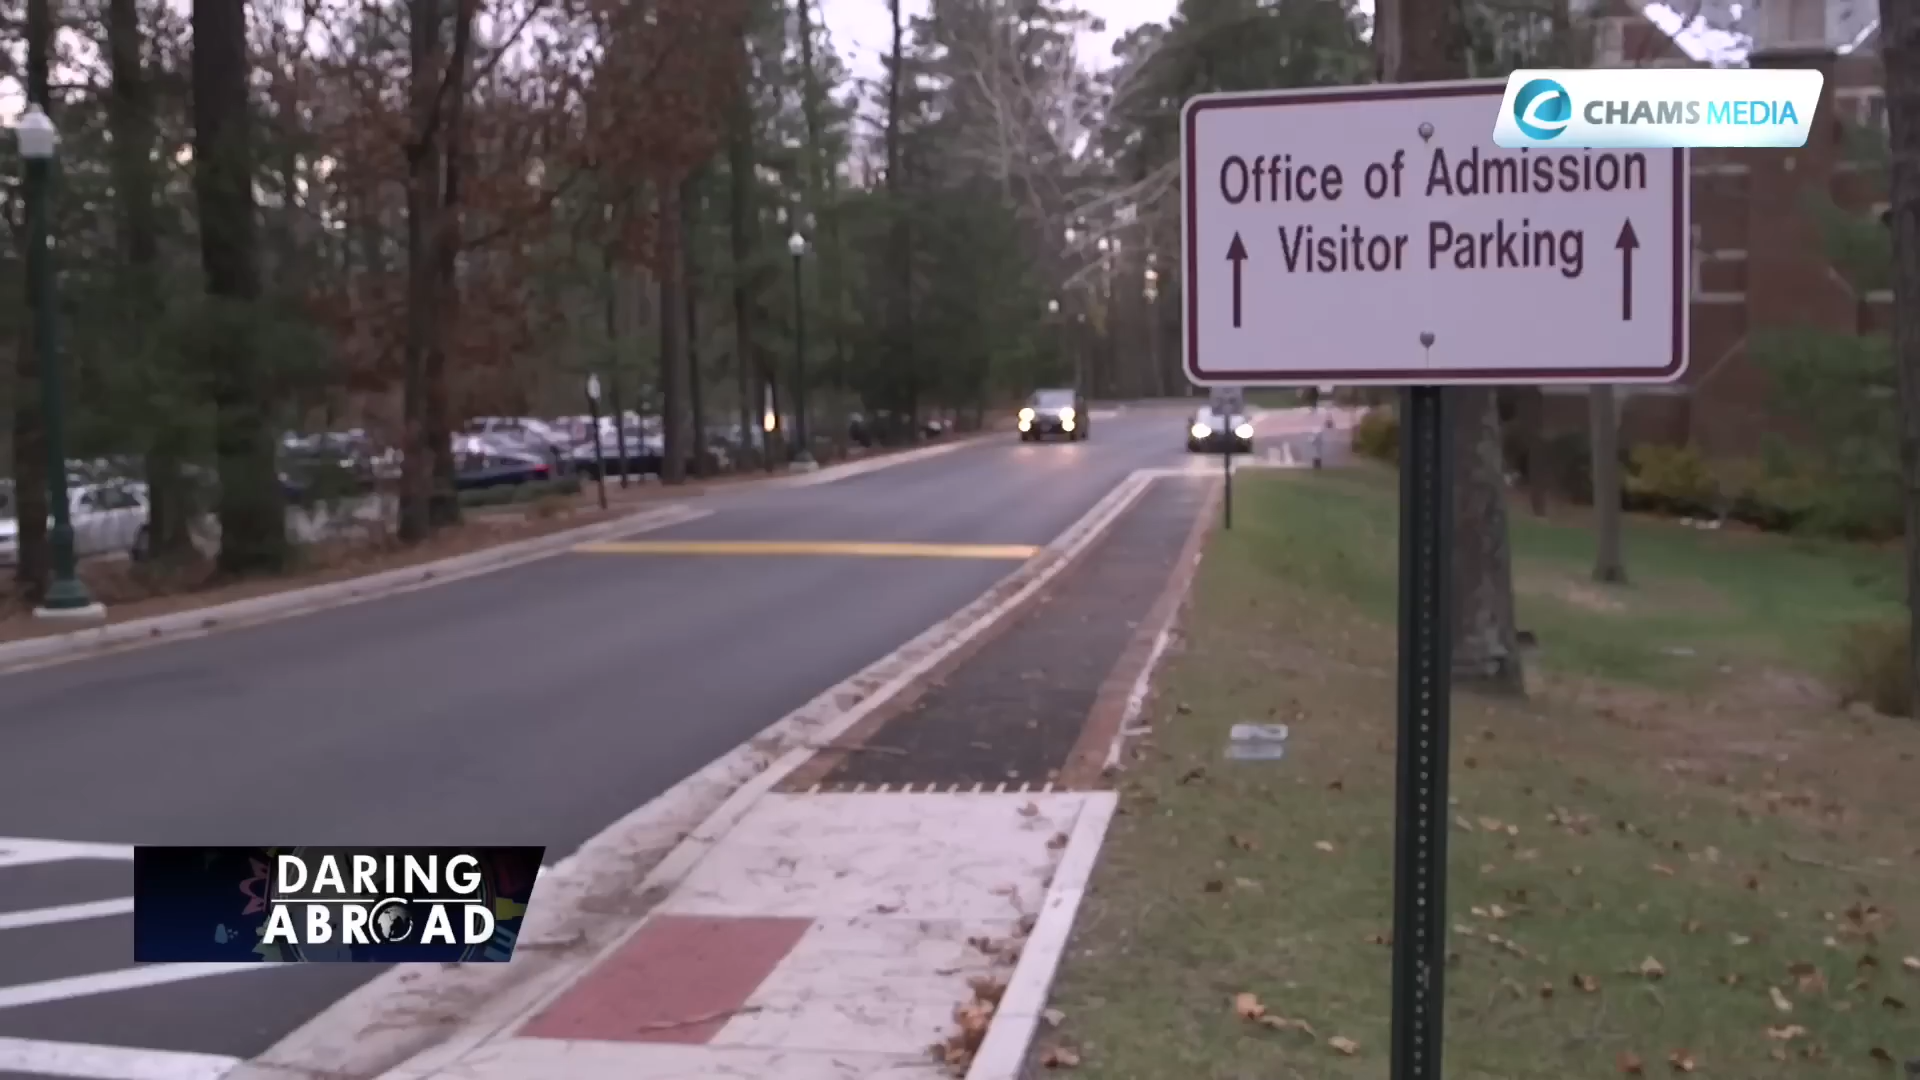 CHAMS MEDIA
Office of Admission
Visitor Parking
DARING
ABROAD